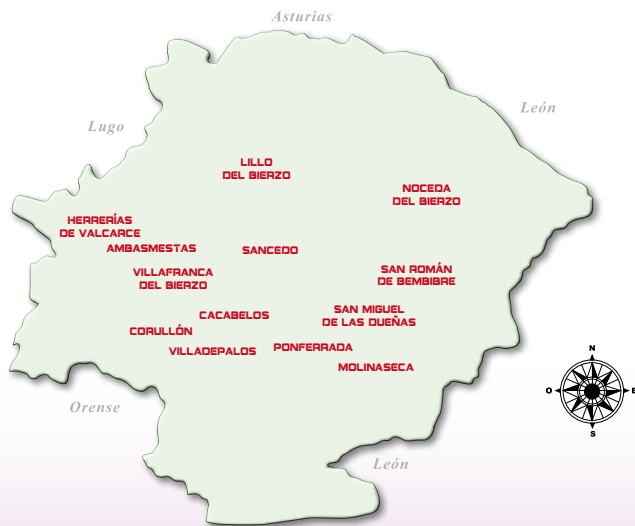 Asturias
León
Lugo
LILLO
DEL BIERZO
NOCEDA
DEL BIERZO
HERRERÍAS
DE VALCARCE
AMBASMESTAS
SANCEDO
VILLAFRANCA
DEL BIERZO
SAN ROMÁN
DE BEMBIBRE
CACABELOS
SAN MIGUEL
DE LAS DUEÑAS
CORULLÓN
VILLADEPALOS
PONFERRADA
MOLINASECA
N
O
E
S
Orense
León